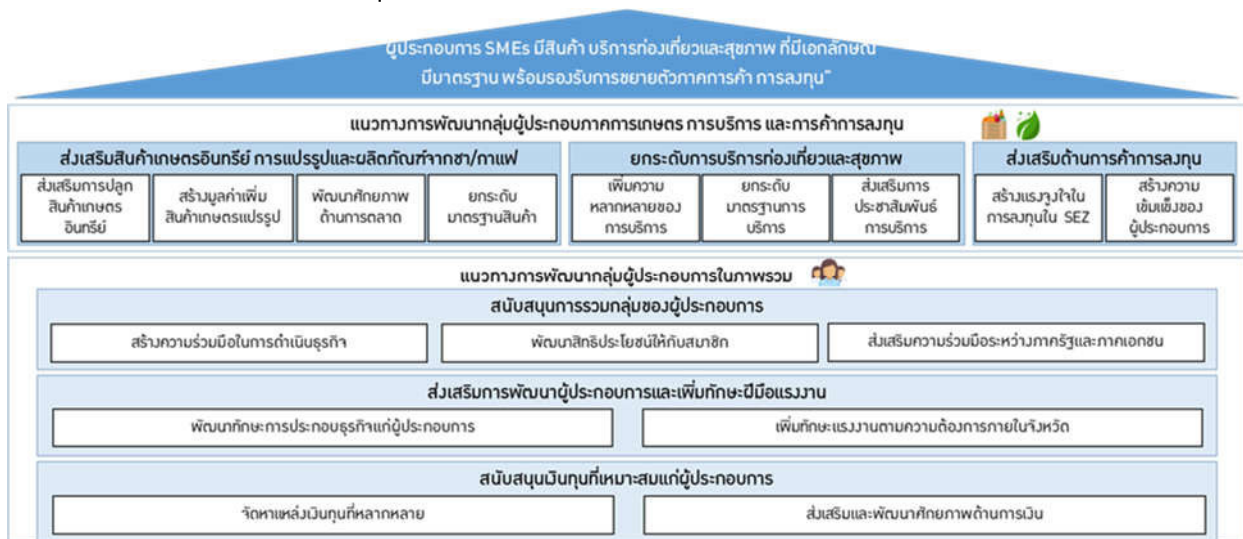 ผู้ประกอบการ SMEs มีสินค้า บริการท่องเที่ยวและสุขภาพ ที่มีเอกลักษณ์
มีมาตรฐาน พร้อมรองรับการขยายตัวภาคการค้า การลงทุน”
แนวทางการพัฒนากลุ่มผู้ประกอบภาคการเกษตร การบริการ และการค้าการลงทุน
ส่งเสริมสินค้าเกษตรอินทรีย์ การแปรรูปและผลิตภัณฑ์จากชา/กาแฟ
ส่งเสริมการปลูก
สินค้าเกษตร
อินทรีย์
สร้างมูลค่าเพิ่ม
สินค้าเกษตรแปรรูป
พัฒนาศักยภาพ
ด้านการตลาด
ยกระดับ
มาตรฐานสินค้า
ยกระดับการบริการท่องเที่ยวและสุขภาพ
เพิ่มความ
หลากหลายของ
การบริการ
ยกระดับ
มาตรฐานการ
บริการ
ส่งเสริมการ
ประชาสัมพันธ์
การบริการ
ส่งเสริมด้านการค้าการลงทุน
สร้างแรงจูงใจใน
การลงทุนใน SEZ
สร้างความ
เข้มแข็งของ
ผู้ประกอบการ
แนวทางการพัฒนากลุ่มผู้ประกอบการในภาพรวม
สนับสนุนการรวมกลุ่มของผู้ประกอบการ
สร้างความร่วมมือในการดำเนินธุรกิจ
พัฒนาสิทธิประโยชน์ให้กับสมาชิก
ส่งเสริมความร่วมมือระหว่างภาครัฐและภาคเอกชน
ส่งเสริมการพัฒนาผู้ประกอบการและเพิ่มทักษะฝีมือแรงงาน
พัฒนาทักษะการประกอบธุรกิจแก่ผู้ประกอบการ
เพิ่มทักษะแรงงานตามความต้องการภายในจังหวัด
สนับสนุนเงินทุนที่เหมาะสมแก่ผู้ประกอบการ
จัดหาแหล่งเงินทุนที่หลากหลาย
ส่งเสริมและพัฒนาศักยภาพด้านการเงิน